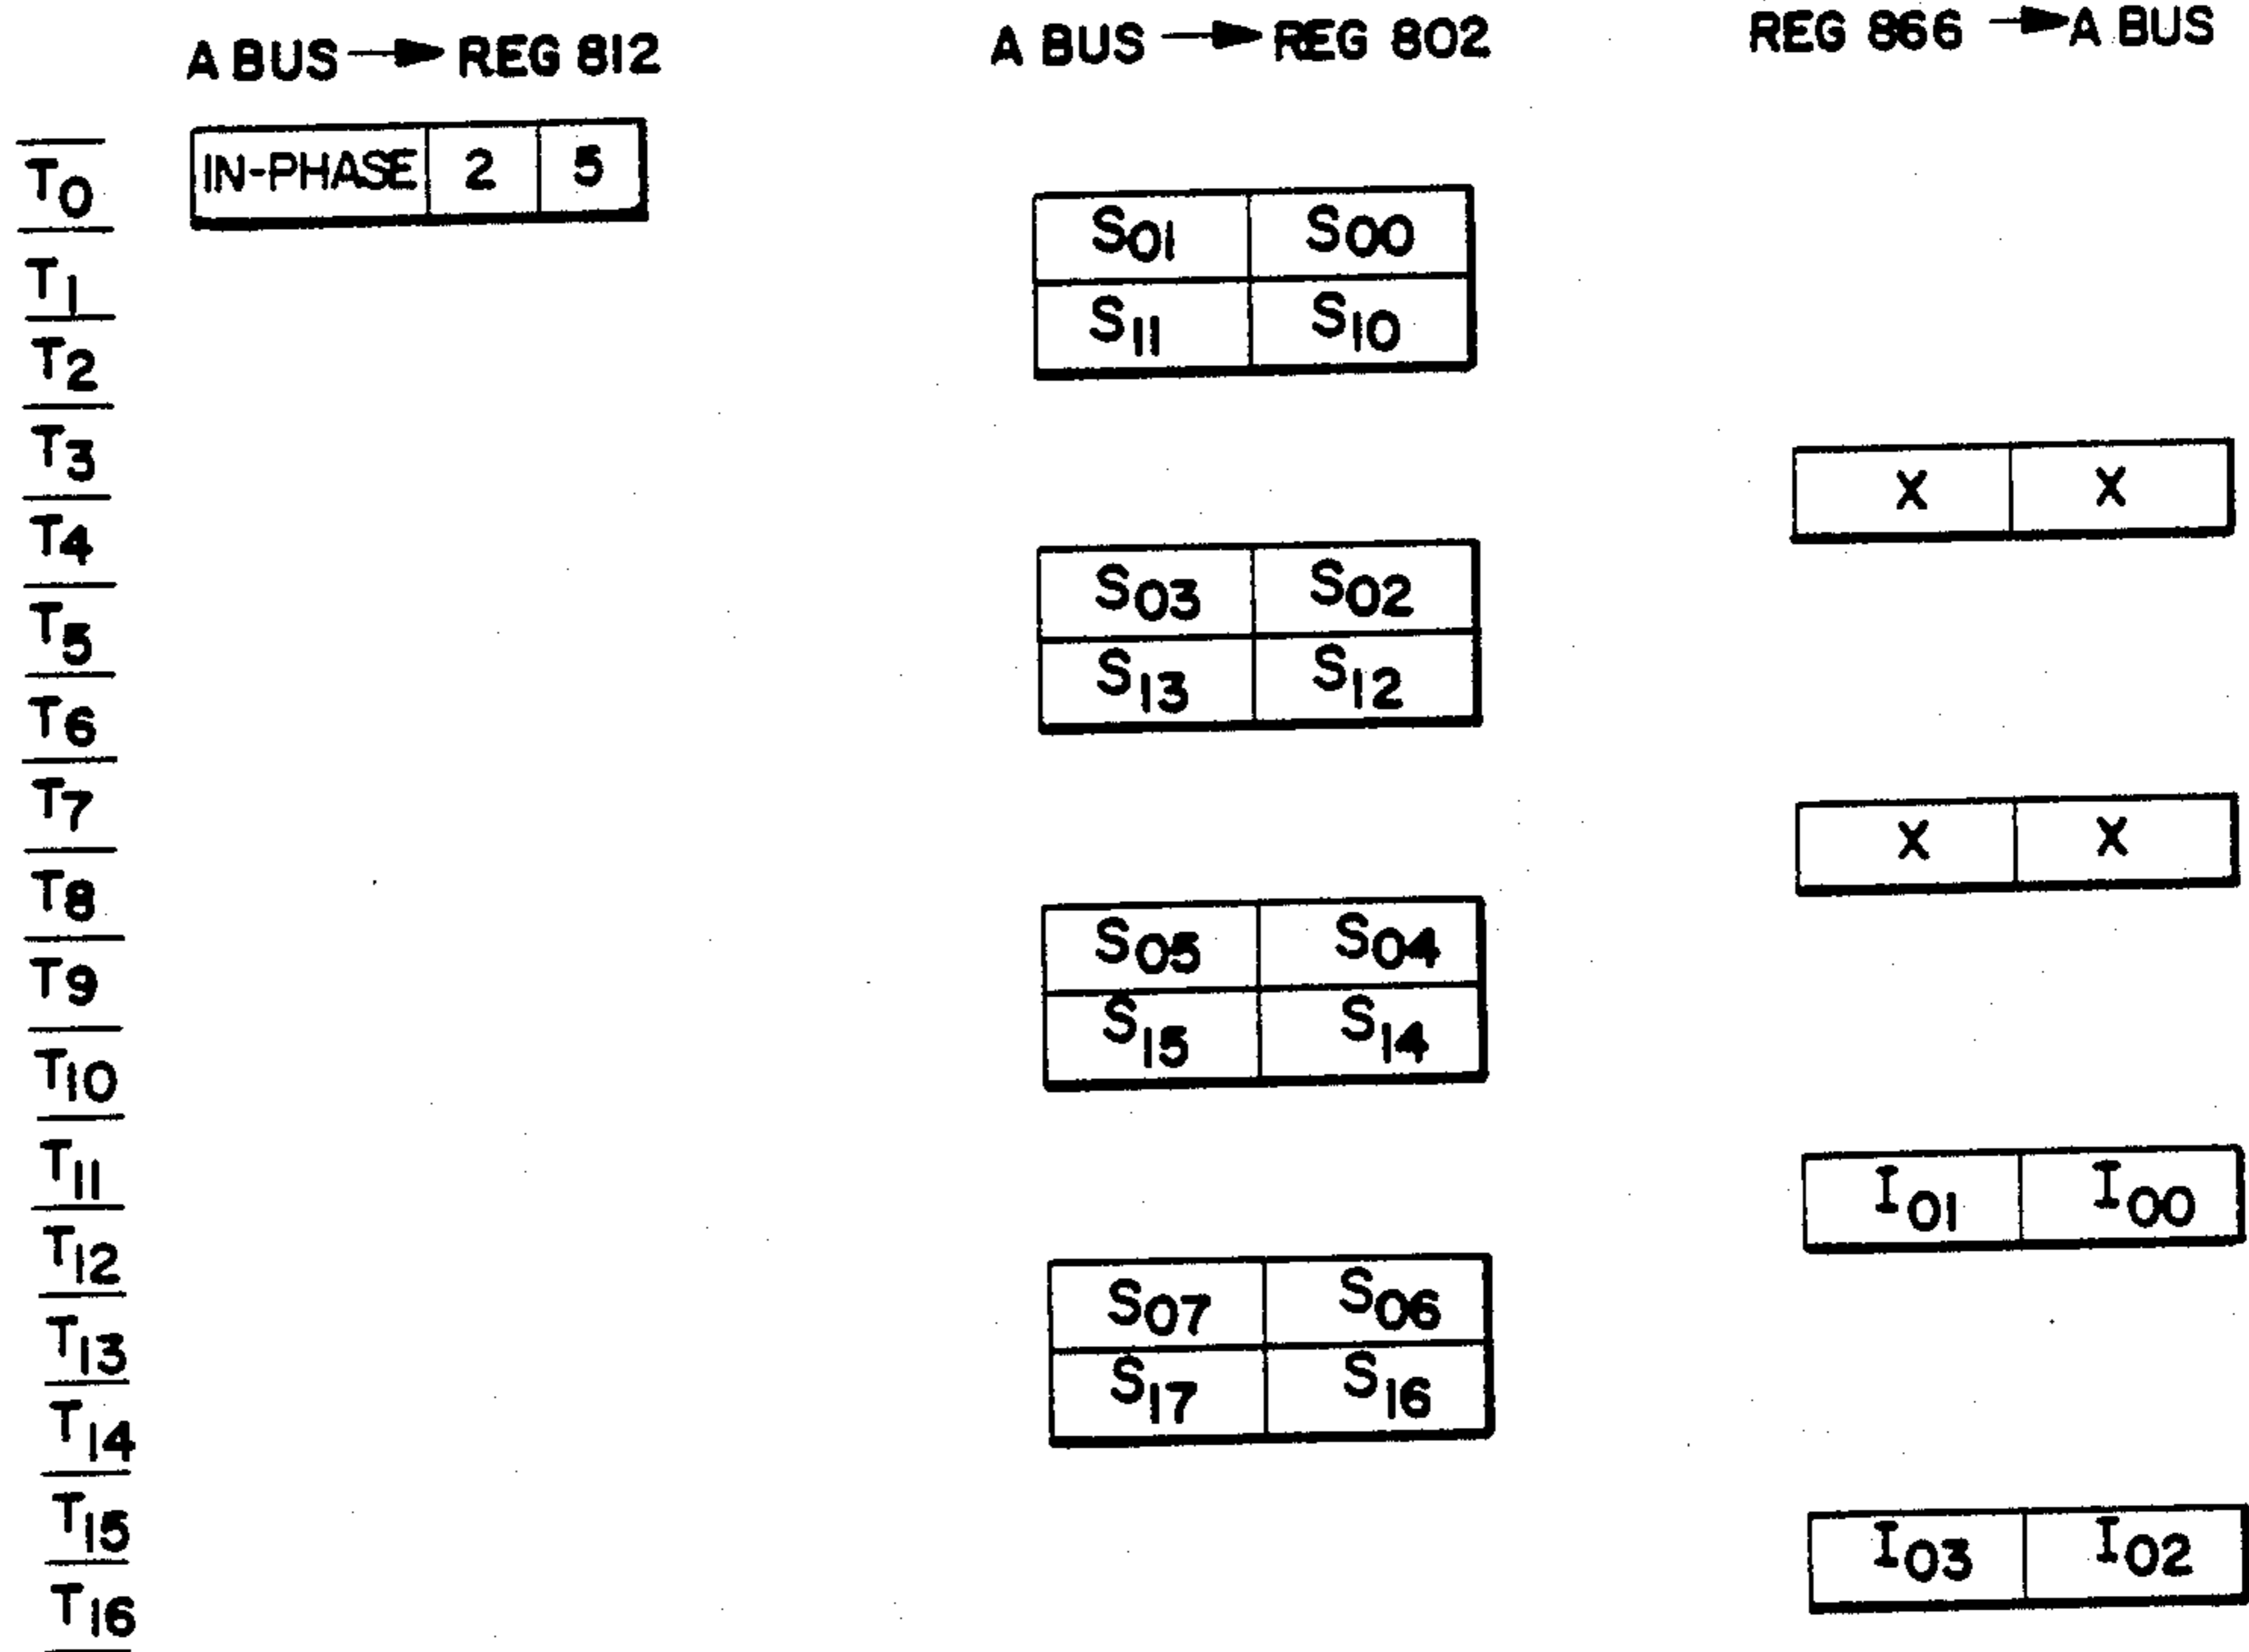 A BUS → REG 812 A BUS → REG 802 REG 866 → A BUS
T0 IN-PHASE 2 5
S01 S00
T1
S11 S10
T2
T3 X X
T4
S03 S02
T5
S13 S12
T6
T7 X X
T8
S05 S04
T9
S15 S14
T10
T11 I01 I00
T12
S07 S06
T13
S17 S16
T14
T15 I03 I02
T16